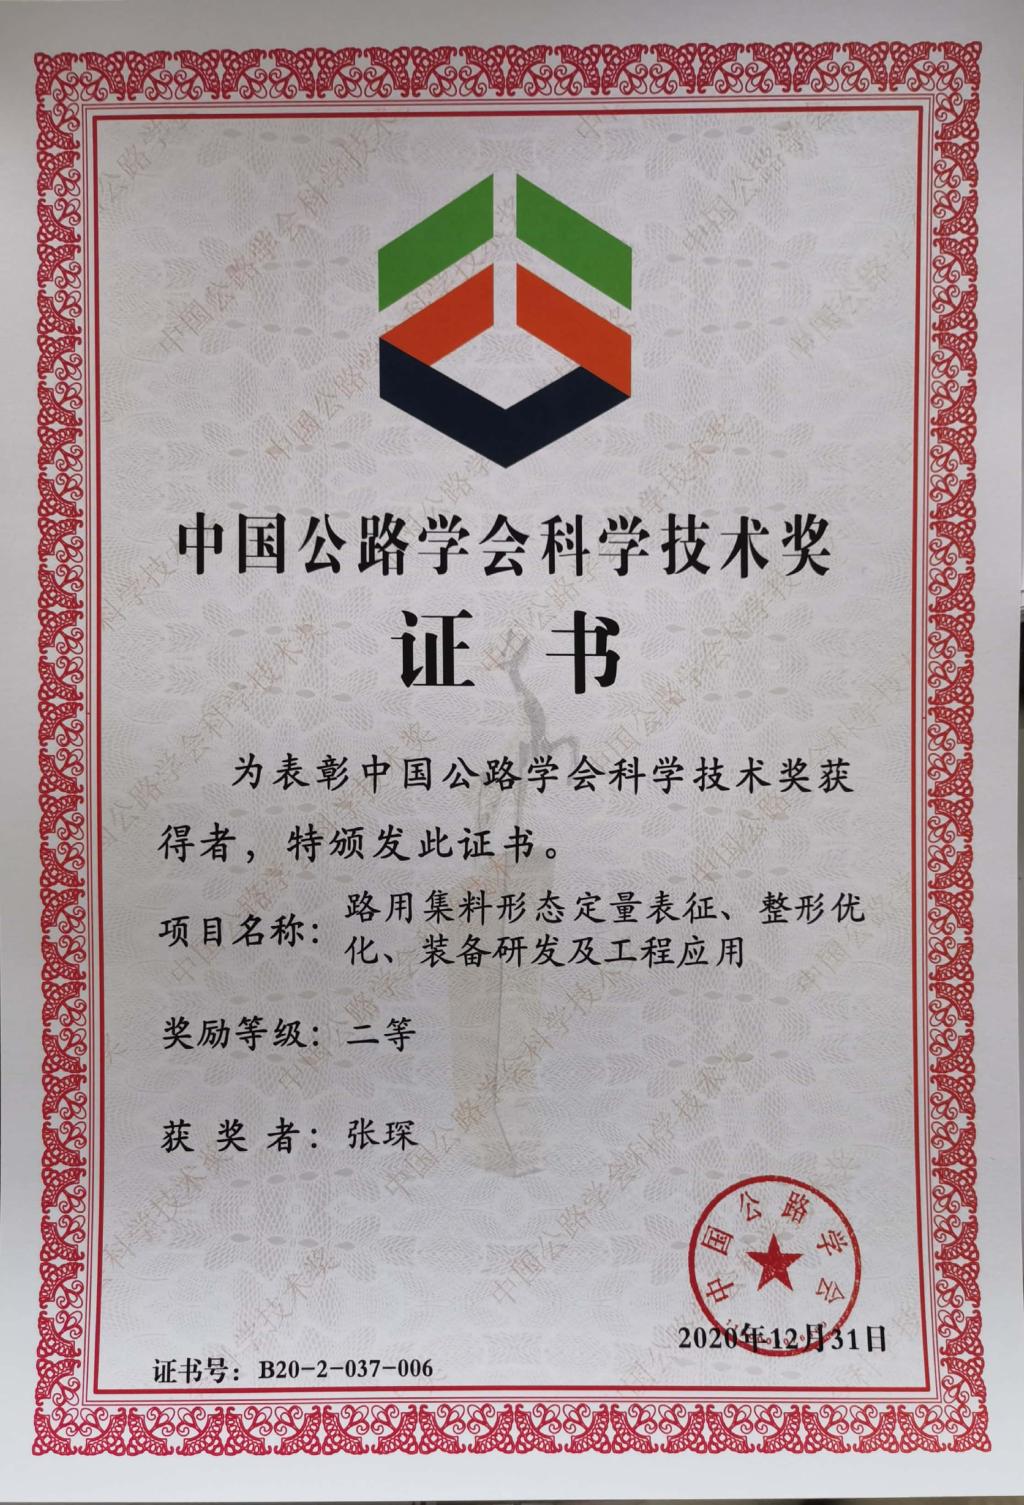 中国公路学会科学技术奖
证书
为表彰中国公路学会科学技术奖获
得者，特颁发此证书。
项目名称：路用集料形态定量表征、整形优
化、装备研发及工程应用
奖励等级：二等
获奖者：张琛
中国公路学会
2020年12月31日
证书号：B20-2-037-006